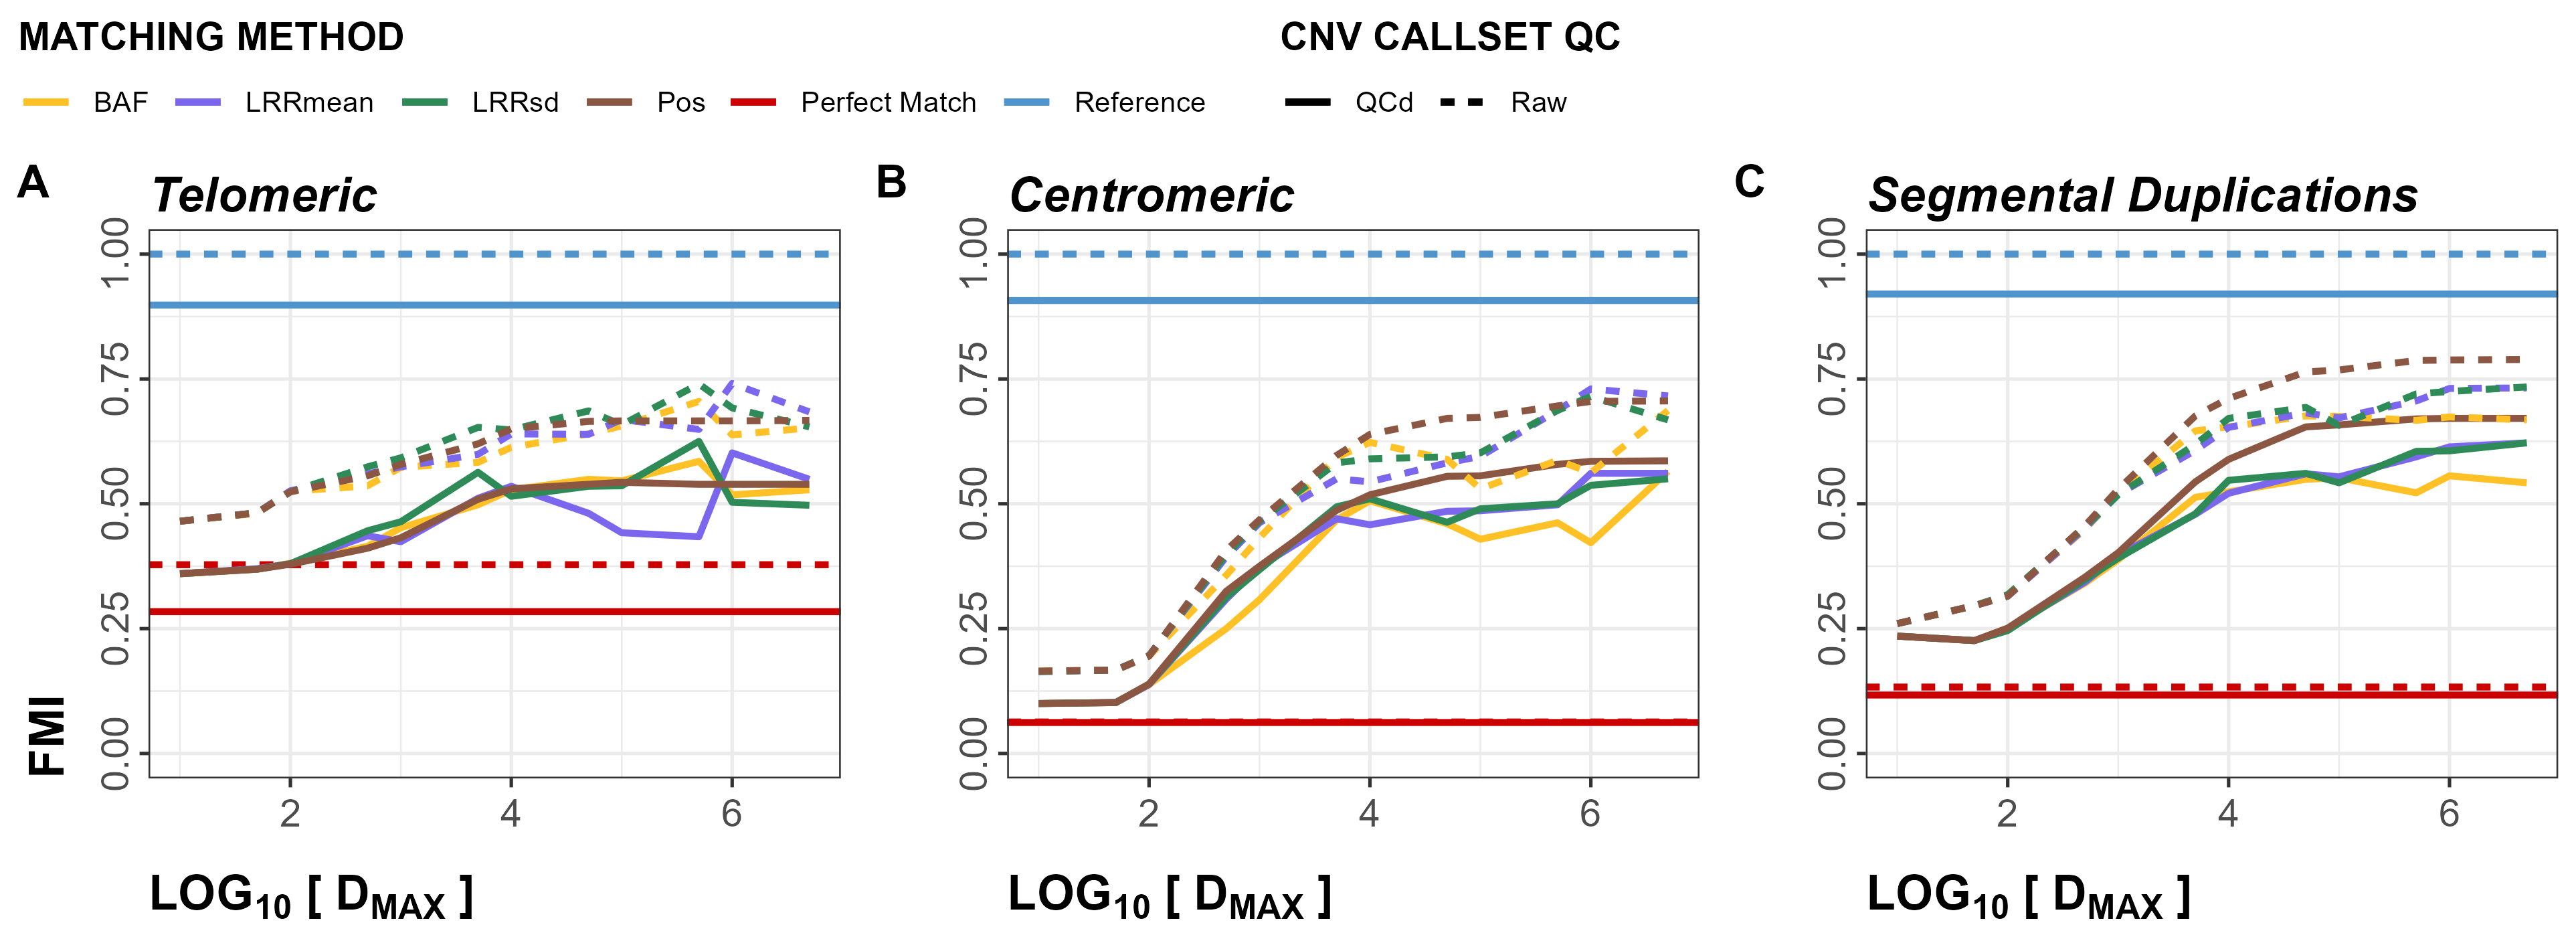 MATCHING METHOD CNV CALLSET QC
BAF LRRmean LRRsd Pos Perfect Match Reference QCd Raw
A Telomeric B Centromeric C Segmental Duplications
1.00 1.00 1.00
0.75 0.75 0.75
0.50 0.50 0.50
0.25 0.25 0.25
0.00 0.00 0.00
FMI
2 4 6 2 4 6 2 4 6
LOG10 [ DMAX ] LOG10 [ DMAX ] LOG10 [ DMAX ]